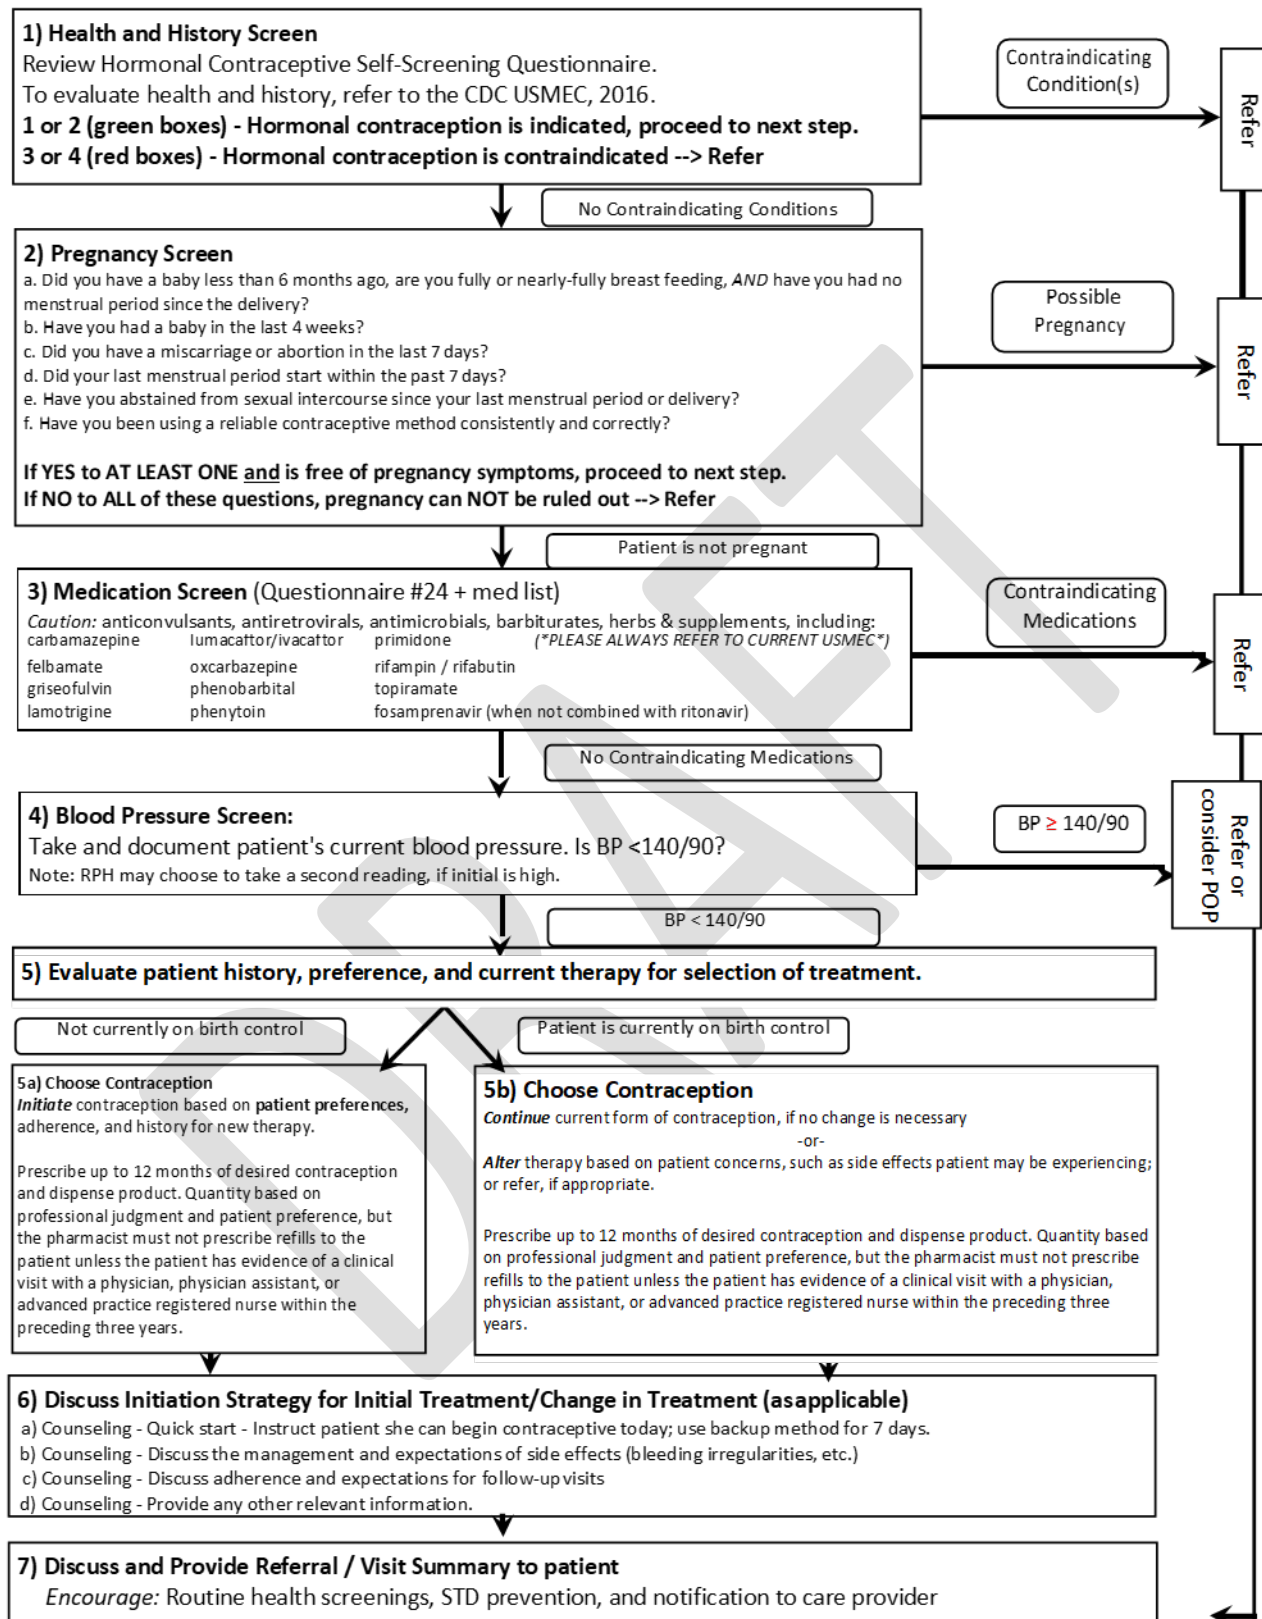 1) Health and History Screen
Review Hormonal Contraceptive Self-Screening Questionnaire.
To evaluate health and history, refer to the CDC USMEC, 2016.
1 or 2 (green boxes) - Hormonal contraception is indicated, proceed to next step.
3 or 4 (red boxes) - Hormonal contraception is contraindicated --> Refer
Contraindicating
Condition(s)
Refer
No Contraindicating Conditions
2) Pregnancy Screen
a. Did you have a baby less than 6 months ago, are you fully or nearly-fully breast feeding, AND have you had no
menstrual period since the delivery?
b. Have you had a baby in the last 4 weeks?
c. Did you have a miscarriage or abortion in the last 7 days?
d. Did your last menstrual period start within the past 7 days?
e. Have you abstained from sexual intercourse since your last menstrual period or delivery?
f. Have you been using a reliable contraceptive method consistently and correctly?
If YES to AT LEAST ONE and is free of pregnancy symptoms, proceed to next step.
If NO to ALL of these questions, pregnancy can NOT be ruled out --> Refer
Possible
Pregnancy
Refer
Patient is not pregnant
3) Medication Screen (Questionnaire #24 + med list)
Caution: anticonvulsants, antiretrovirals, antimicrobials, barbiturates, herbs & supplements, including:
carbamazepine lumacaftor/ivacaftor primidone (*PLEASE ALWAYS REFER TO CURRENT USMEC*)
felbamate oxcarbazepine rifampin / rifabutin
griseofulvin phenobarbital topiramate
lamotrigine phenytoin fosamprenavir (when not combined with ritonavir)
Contraindicating
Medications
Refer
No Contraindicating Medications
4) Blood Pressure Screen:
Take and document patient's current blood pressure. Is BP <140/90?
Note: RPH may choose to take a second reading, if initial is high.
BP ≥ 140/90
Refer or
consider POP
BP < 140/90
5) Evaluate patient history, preference, and current therapy for selection of treatment.
Not currently on birth control
Patient is currently on birth control
5a) Choose Contraception
Initiate contraception based on patient preferences,
adherence, and history for new therapy.
Prescribe up to 12 months of desired contraception
and dispense product. Quantity based on
professional judgment and patient preference, but
the pharmacist must not prescribe refills to the
patient unless the patient has evidence of a clinical
visit with a physician, physician assistant, or
advanced practice registered nurse within the
preceding three years.
5b) Choose Contraception
Continue current form of contraception, if no change is necessary
-or-
Alter therapy based on patient concerns, such as side effects patient may be experiencing;
or refer, if appropriate.
Prescribe up to 12 months of desired contraception and dispense product. Quantity based
on professional judgment and patient preference, but the pharmacist must not prescribe
refills to the patient unless the patient has evidence of a clinical visit with a physician,
physician assistant, or advanced practice registered nurse within the preceding three
years.
6) Discuss Initiation Strategy for Initial Treatment/Change in Treatment (asapplicable)
a) Counseling - Quick start - Instruct patient she can begin contraceptive today; use backup method for 7 days.
b) Counseling - Discuss the management and expectations of side effects (bleeding irregularities, etc.)
c) Counseling - Discuss adherence and expectations for follow-up visits
d) Counseling - Provide any other relevant information.
7) Discuss and Provide Referral / Visit Summary to patient
Encourage: Routine health screenings, STD prevention, and notification to care provider
DRAFT